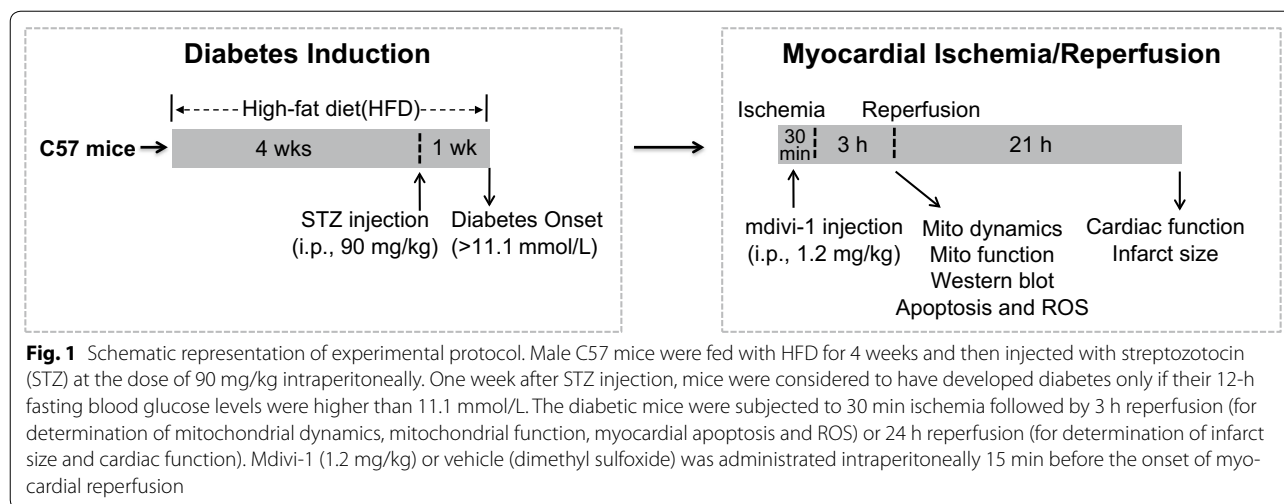 Diabetes Induction
High-fat diet(HFD)
C57 mice
4 wks
1 wk
STZ injection
(i.p., 90 mg/kg)
Diabetes Onset
(>11.1 mmol/L)
Myocardial Ischemia/Reperfusion
Ischemia
Reperfusion
30
min
3 h
21 h
mdivi-1 injection
(i.p., 1.2 mg/kg)
Mito dynamics
Mito function
Western blot
Apoptosis and ROS
Cardiac function
Infarct size
Fig. 1 Schematic representation of experimental protocol. Male C57 mice were fed with HFD for 4 weeks and then injected with streptozotocin
(STZ) at the dose of 90 mg/kg intraperitoneally. One week after STZ injection, mice were considered to have developed diabetes only if their 12-h
fasting blood glucose levels were higher than 11.1 mmol/L. The diabetic mice were subjected to 30 min ischemia followed by 3 h reperfusion (for
determination of mitochondrial dynamics, mitochondrial function, myocardial apoptosis and ROS) or 24 h reperfusion (for determination of infarct
size and cardiac function). Mdivi-1 (1.2 mg/kg) or vehicle (dimethyl sulfoxide) was administrated intraperitoneally 15 min before the onset of myo-
cardial reperfusion